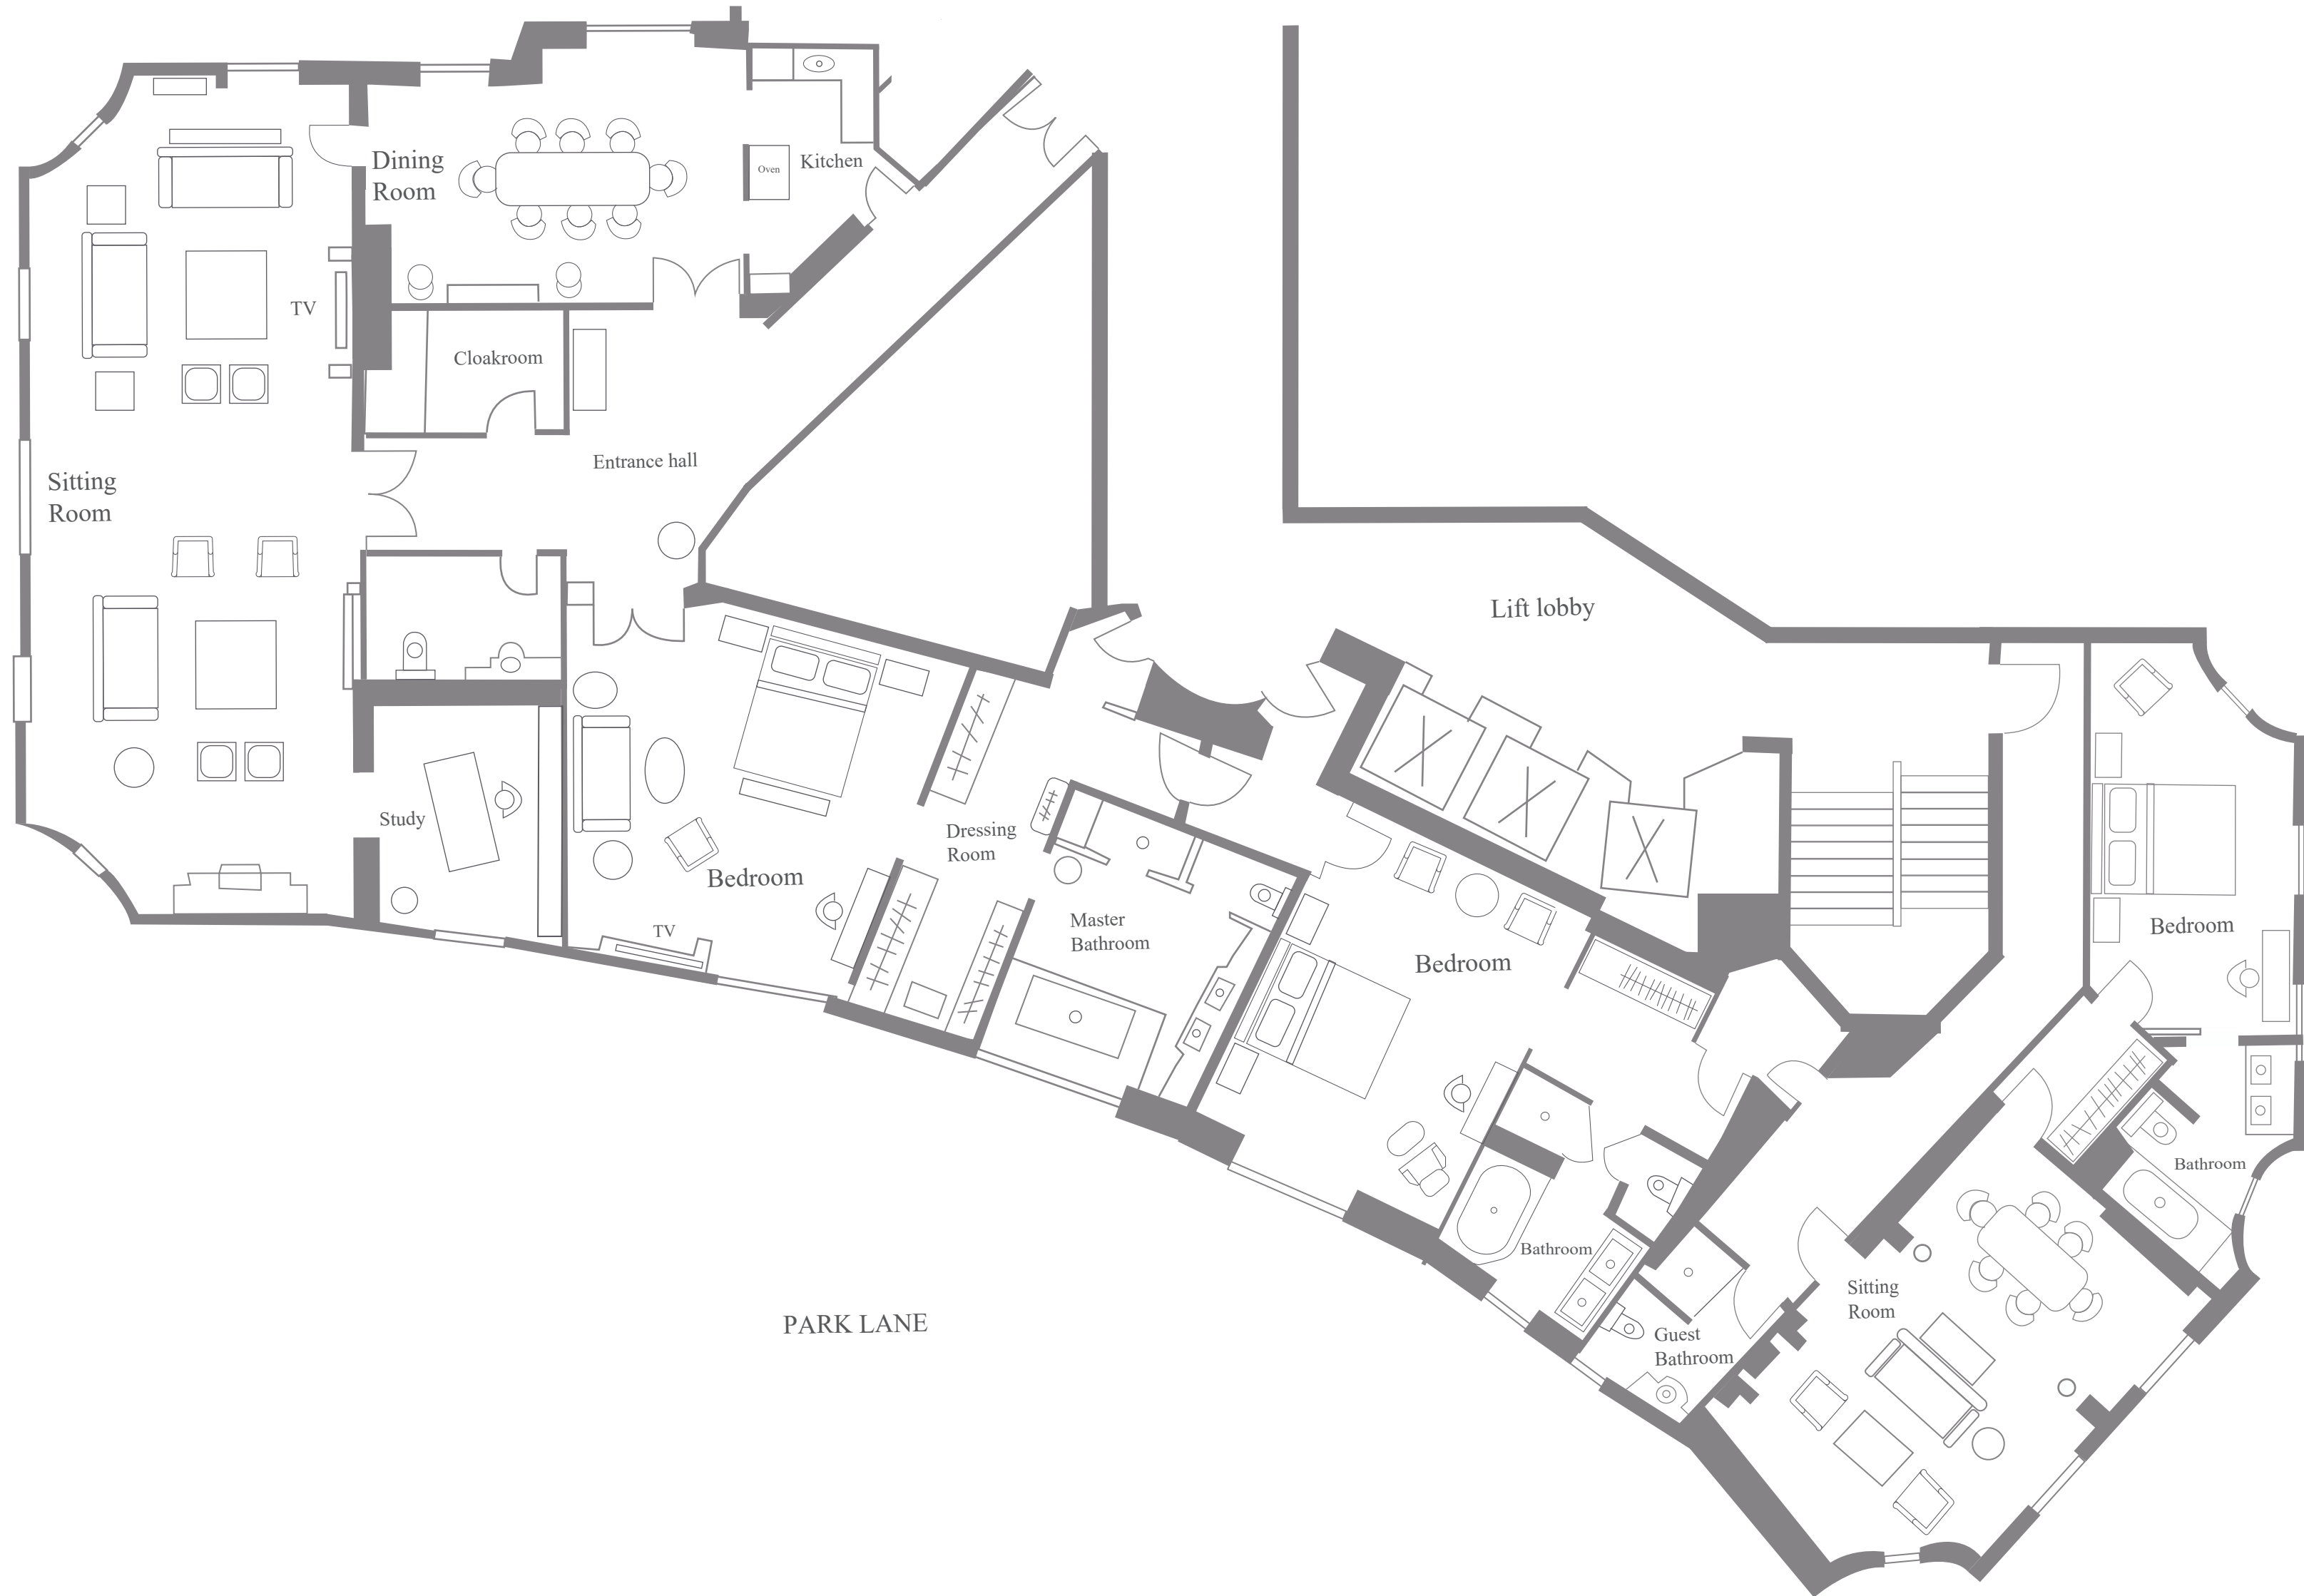 Dining
Room
Oven
Kitchen
TV
Cloakroom
Entrance hall
Sitting
Room
Lift lobby
Study
Dressing
Room
Bedroom
TV
Master
Bathroom
Bedroom
Bedroom
Bathroom
Bathroom
Sitting
Room
Guest
Bathroom
PARK LANE